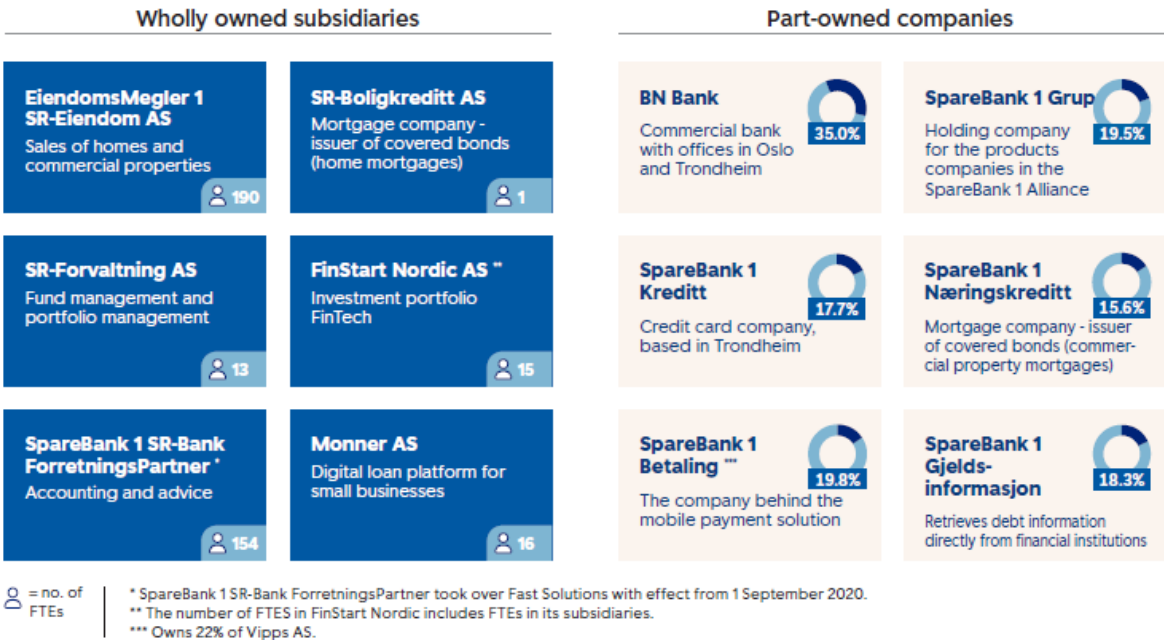 Wholly owned subsidiaries
EiendomsMegler 1
SR-Eiendom AS
Sales of homes and
commercial properties
190
SR-Boligkreditt AS
Mortgage company -
issuer of covered bonds
(home mortgages)
1
SR-Forvaltning AS
Fund management and
portfolio management
13
FinStart Nordic AS **
Investment portfolio
FinTech
15
SpareBank 1 SR-Bank
ForretningsPartner *
Accounting and advice
154
Monner AS
Digital loan platform for
small businesses
16
Part-owned companies
BN Bank
35.0%
Commercial bank
with offices in Oslo
and Trondheim
SpareBank 1 Grup
19.5%
Holding company
for the products
companies in the
SpareBank 1 Alliance
SpareBank 1
Kreditt
17.7%
Credit card company,
based in Trondheim
SpareBank 1
Næringskreditt
15.6%
Mortgage company - issuer
of covered bonds (commer-
cial property mortgages)
SpareBank 1
Betaling ***
19.8%
The company behind the
mobile payment solution
SpareBank 1
Gjelds-
informasjon
18.3%
Retrieves debt information
directly from financial institutions
= no. of
FTEs
* SpareBank 1 SR-Bank ForretningsPartner took over Fast Solutions with effect from 1 September 2020.
** The number of FTES in FinStart Nordic includes FTEs in its subsidiaries.
*** Owns 22% of Vipps AS.